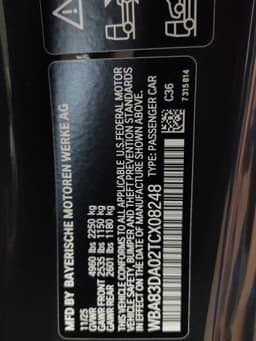 MFD BY BAYERISCHE MOTOREN WERKE AG
11/25
GVWR 4960 lbs 2250 kg
GAWR FRONT 2535 lbs 1150 kg
GAWR REAR 2601 lbs 1180 kg
THIS VEHICLE CONFORMS TO ALL APPLICABLE U.S. FEDERAL MOTOR
VEHICLE SAFETY, BUMPER AND THEFT PREVENTION STANDARDS
IN EFFECT ON THE DATE OF MANUFACTURE SHOWN ABOVE.
WBA83DA02TCX08248 TYPE: PASSENGER CAR
C36
7 315 814